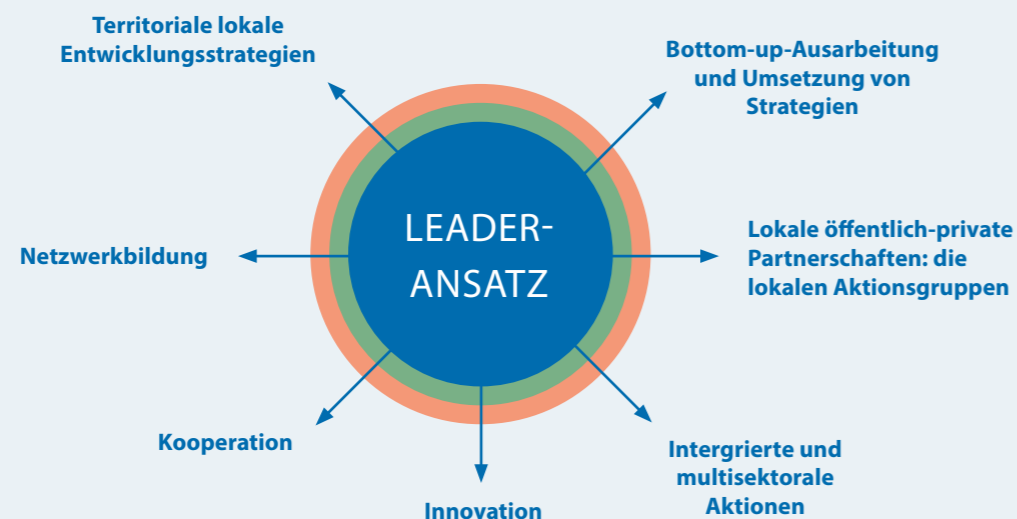 Territoriale lokale
Entwicklungsstrategien
Bottom-up-Ausarbeitung
und Umsetzung von
Strategien
LEADER-
ANSATZ
Netzwerkbildung
Lokale öffentlich-private
Partnerschaften: die
lokalen Aktionsgruppen
Kooperation
Intergrierte und
multisektorale
Aktionen
Innovation